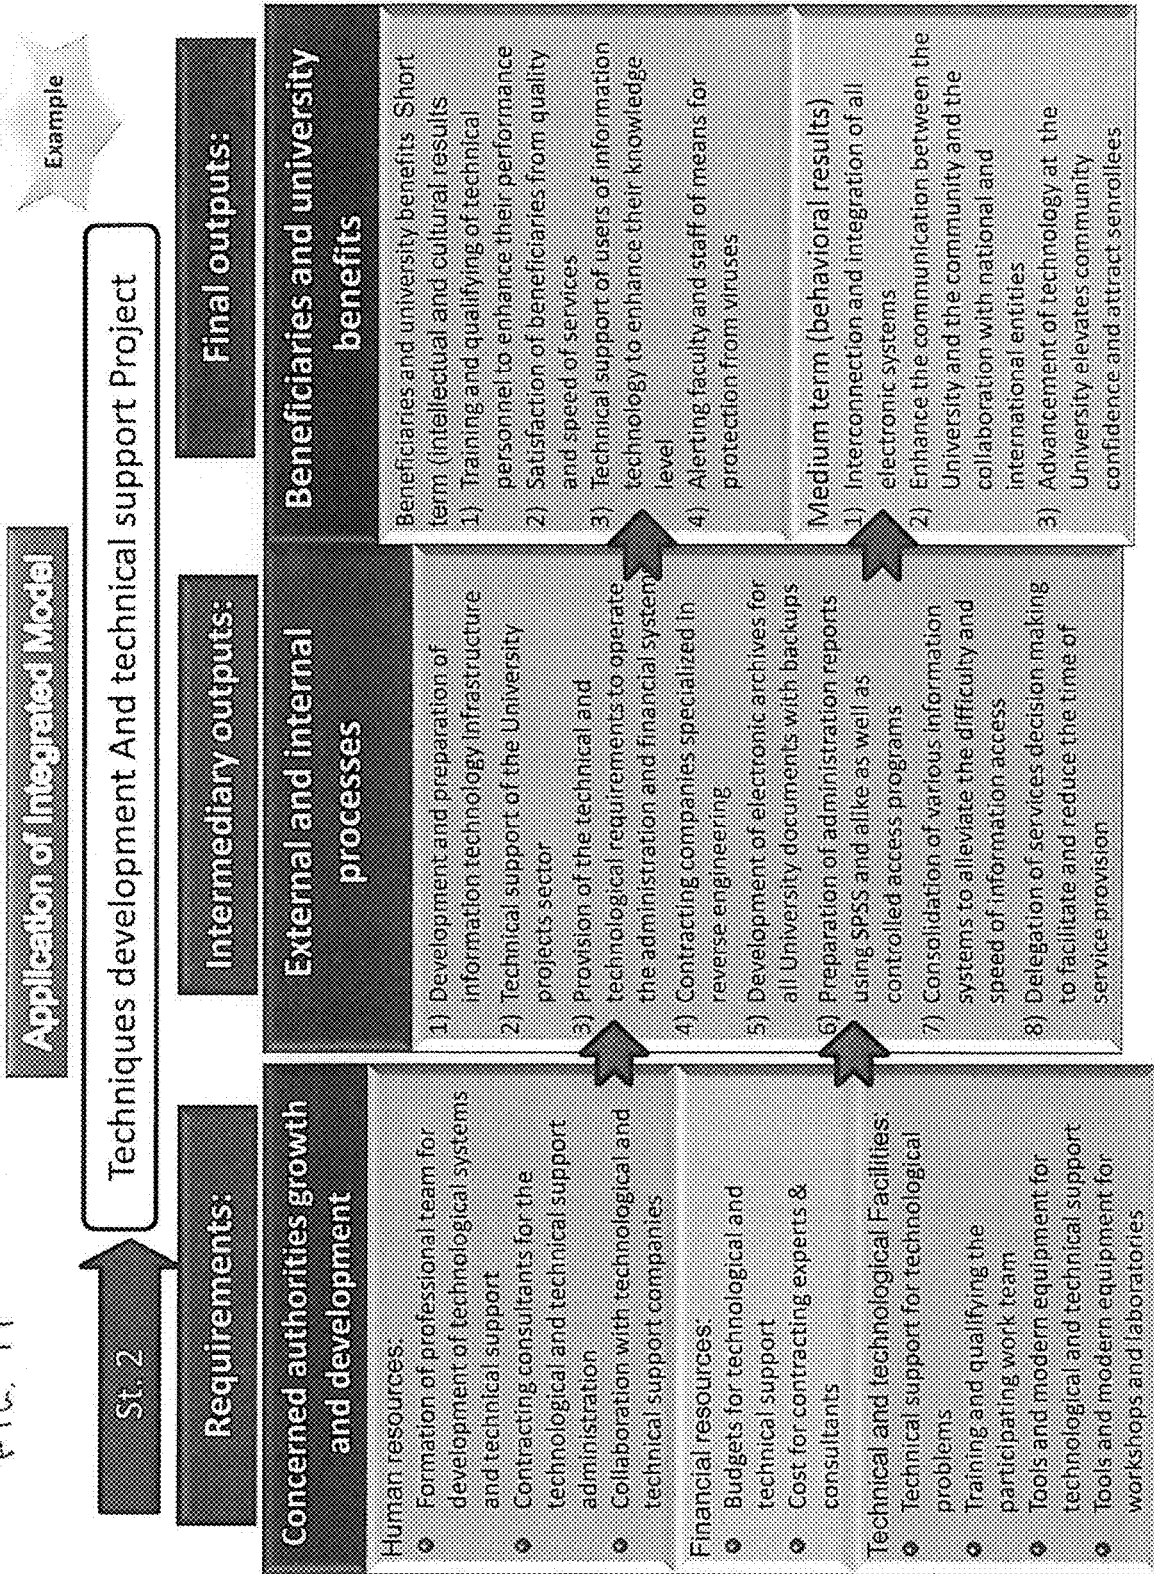 Application of Integrated Model
Example
St. 2
Techniques development And technical support Project
Requirements:
Concerned authorities growth
and development
Human resources:
Formation of professional team for
development of technological systems
and technical support
Contracting consultants for the
technological and technical support
administration
Collaboration with technological and
technical support companies
Financial resources:
Budgets for technological and
technical support
Cost for contracting experts &
consultants
Technical and technological Facilities:
Technical support for technological
problems
Training and qualifying the
participating work team
Tools and modern equipment for
technological and technical support
Tools and modern equipment for
workshops and laboratories
Intermediary outputs:
External and internal
processes
1) Development and preparation of
information technology infrastructure
2) Technical support of the University
projects sector
3) Provision of the technical and
technological requirements to operate
the administration and financial system
4) Contracting companies specialized in
reverse engineering
5) Development of electronic archives for
all University documents with backups
6) Preparation of administration reports
using SPSS and alike as well as
controlled access programs
7) Consolidation of various information
systems to alleviate the diffculty and
speed of information access
8) Delegation of services decision making
to facilitate and reduce the time of
service provision
Final outputs:
Beneficiaries and university
benefits
Beneficiaries and university benefits Short
term (intellectual and cultural results
1) Training and qualifying of technical
personnel to enhance their performance
2) Satisfaction of beneficiaries from quality
and speed of services
3) Technical support of users of information
technology to enhance their knowledge
level
4) Alerting faculty and staff of means for
protection from viruses
Medium term (behavioral results)
1) Interconnection and integration of all
electronic systems
2) Enhance the communication between the
University and the community and the
collaboration with national and
international entities
3) Advancement of technology at the
University elevates community
confidence and attract senrollees